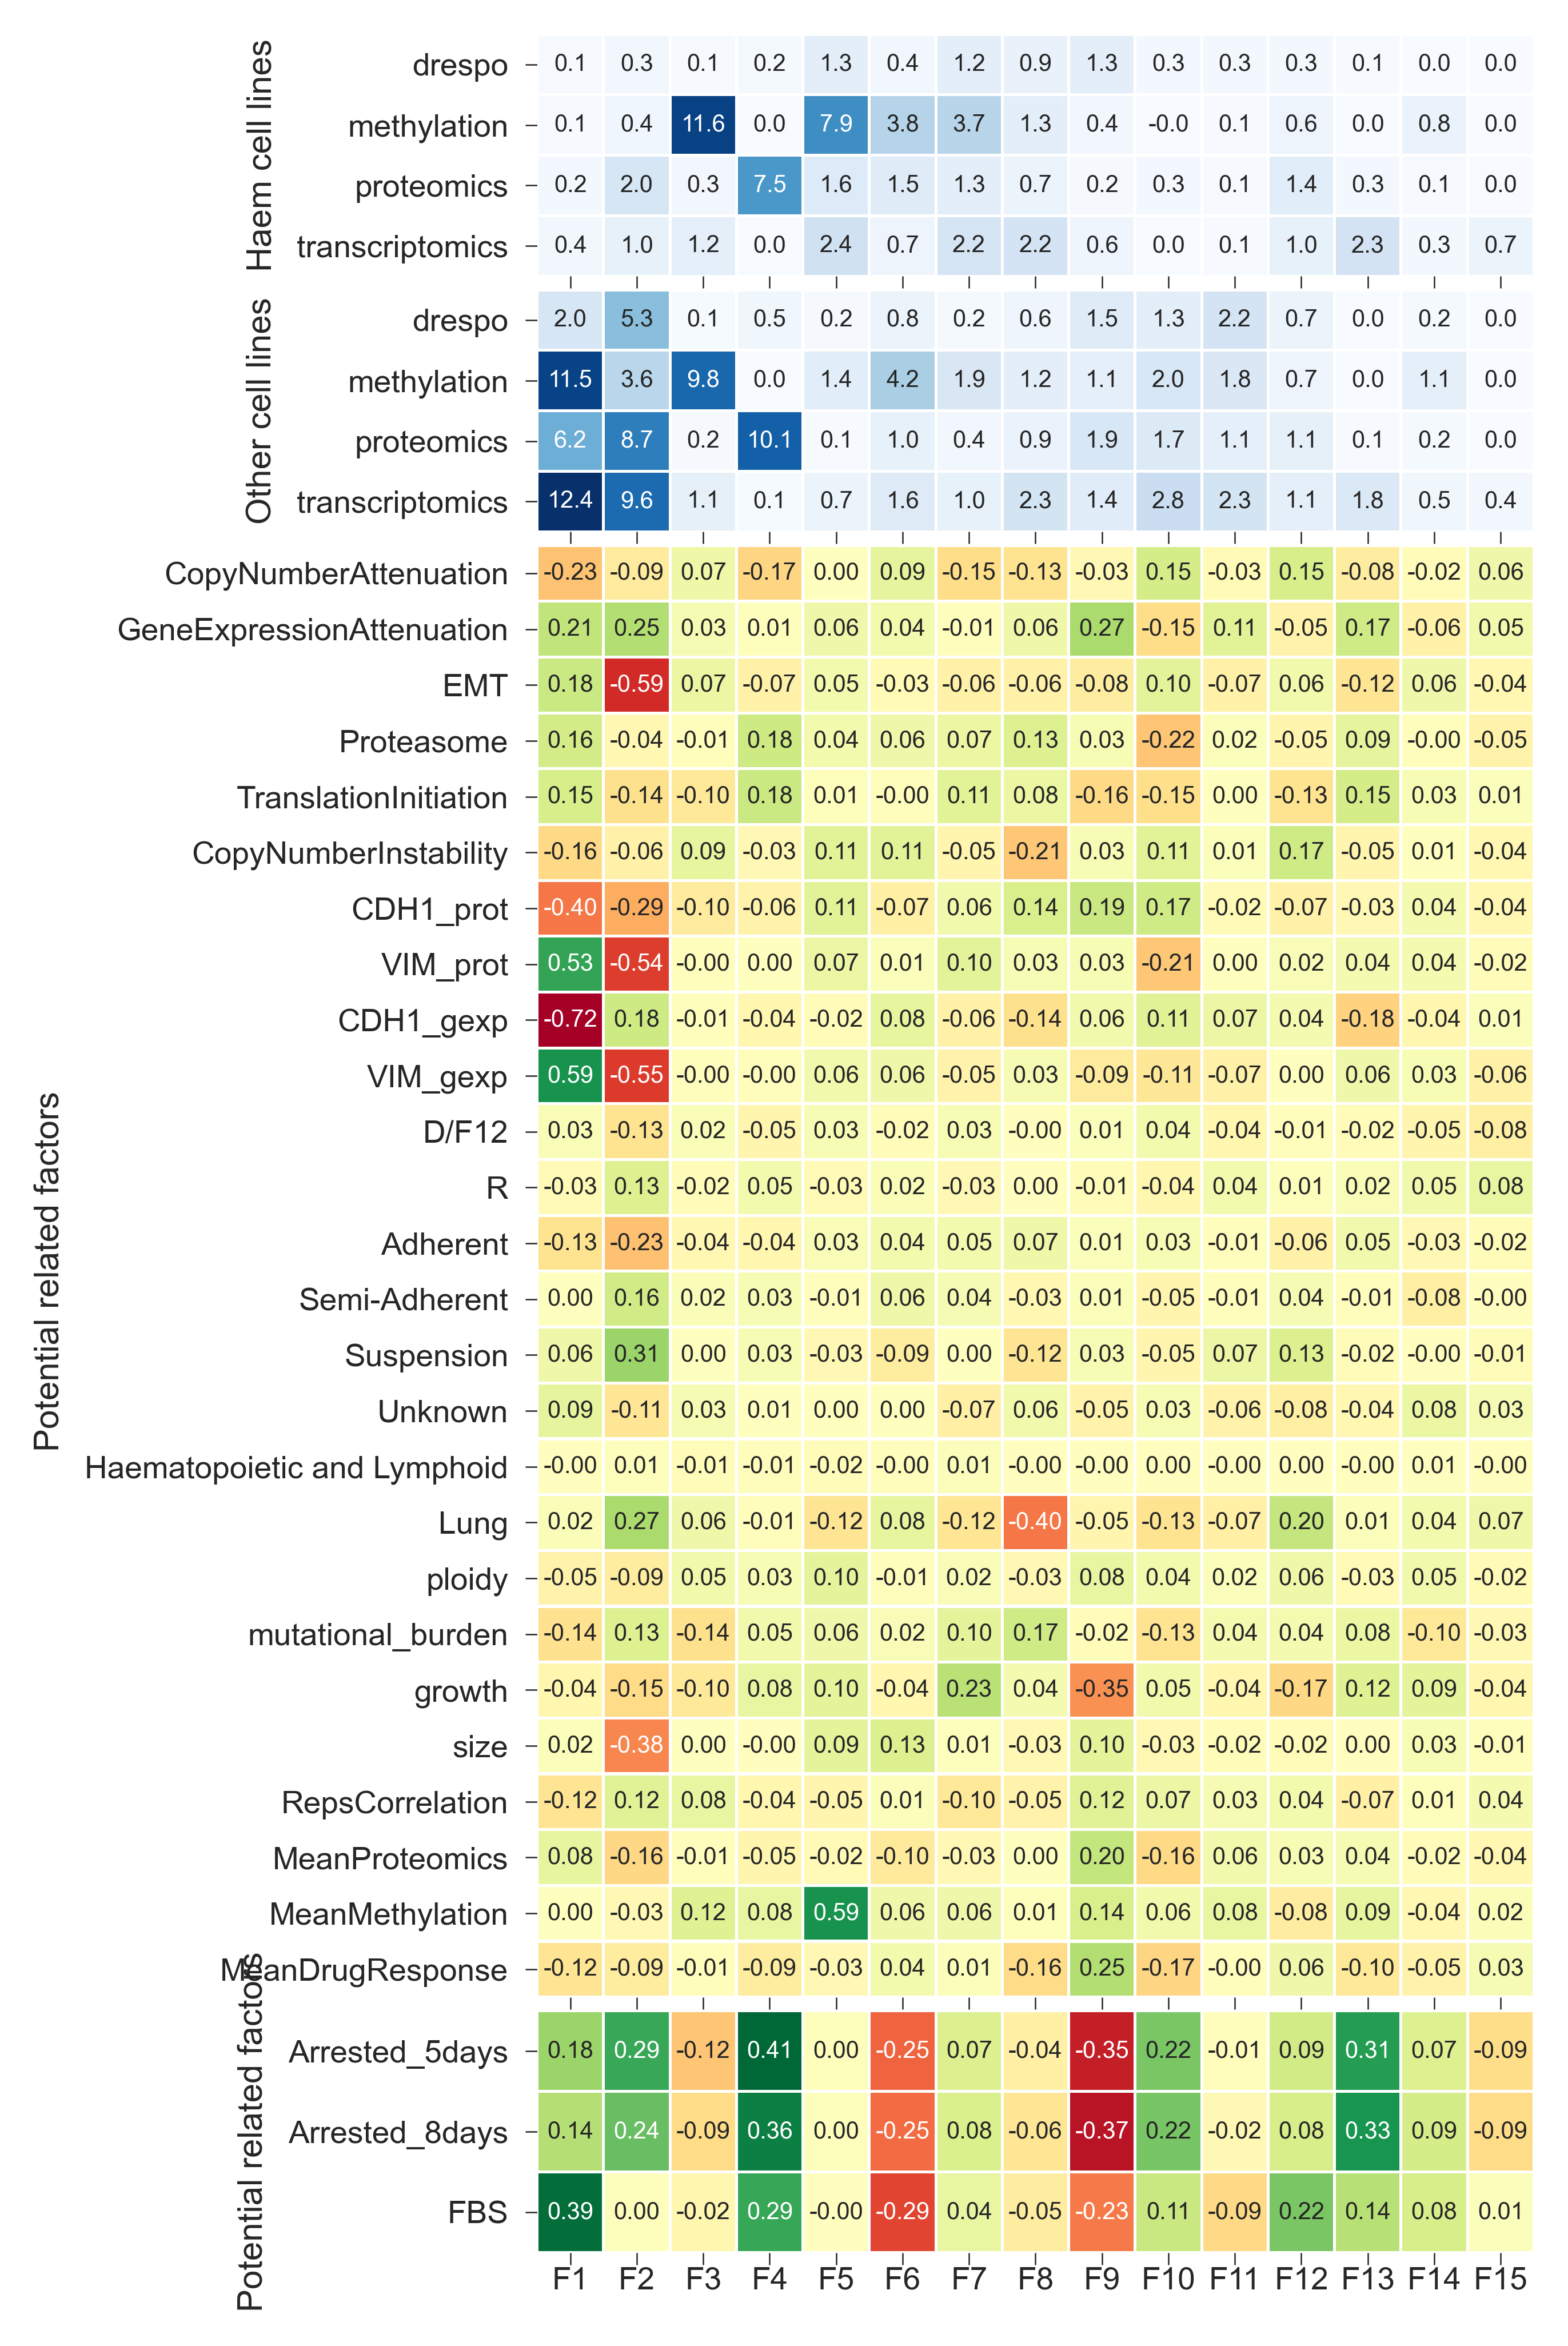 Haem cell lines
drespo 0.1 0.3 0.1 0.2 1.3 0.4 1.2 0.9 1.3 0.3 0.3 0.3 0.1 0.0 0.0
methylation 0.1 0.4 11.6 0.0 7.9 3.8 3.7 1.3 0.4 -0.0 0.1 0.6 0.0 0.8 0.0
proteomics 0.2 2.0 0.3 7.5 1.6 1.5 1.3 0.7 0.2 0.3 0.1 1.4 0.3 0.1 0.0
transcriptomics 0.4 1.0 1.2 0.0 2.4 0.7 2.2 2.2 0.6 0.0 0.1 1.0 2.3 0.3 0.7
Other cell lines
drespo 2.0 5.3 0.1 0.5 0.2 0.8 0.2 0.6 1.5 1.3 2.2 0.7 0.0 0.2 0.0
methylation 11.5 3.6 9.8 0.0 1.4 4.2 1.9 1.2 1.1 2.0 1.8 0.7 0.0 1.1 0.0
proteomics 6.2 8.7 0.2 10.1 0.1 1.0 0.4 0.9 1.9 1.7 1.1 1.1 0.1 0.2 0.0
transcriptomics 12.4 9.6 1.1 0.1 0.7 1.6 1.0 2.3 1.4 2.8 2.3 1.1 1.8 0.5 0.4
Potential related factors
CopyNumberAttenuation -0.23 -0.09 0.07 -0.17 0.00 0.09 -0.15 -0.13 -0.03 0.15 -0.03 0.15 -0.08 -0.02 0.06
GeneExpressionAttenuation 0.21 0.25 0.03 0.01 0.06 0.04 -0.01 0.06 0.27 -0.15 0.11 -0.05 0.17 -0.06 0.05
EMT 0.18 -0.59 0.07 -0.07 0.05 -0.03 -0.06 -0.06 -0.08 0.10 -0.07 0.06 -0.12 0.06 -0.04
Proteasome 0.16 -0.04 -0.01 0.18 0.04 0.06 0.07 0.13 0.03 -0.22 0.02 -0.05 0.09 -0.00 -0.05
TranslationInitiation 0.15 -0.14 -0.10 0.18 0.01 -0.00 0.11 0.08 -0.16 -0.15 0.00 -0.13 0.15 0.03 0.01
CopyNumberInstability -0.16 -0.06 0.09 -0.03 0.11 0.11 -0.05 -0.21 0.03 0.11 0.01 0.17 -0.05 0.01 -0.04
CDH1_prot -0.40 -0.29 -0.10 -0.06 0.11 -0.07 0.06 0.14 0.19 0.17 -0.02 -0.07 -0.03 0.04 -0.04
VIM_prot 0.53 -0.54 -0.00 0.00 0.07 0.01 0.10 0.03 0.03 -0.21 0.00 0.02 0.04 0.04 -0.02
CDH1_gexp -0.72 0.18 -0.01 -0.04 -0.02 0.08 -0.06 -0.14 0.06 0.11 0.07 0.04 -0.18 -0.04 0.01
VIM_gexp 0.59 -0.55 -0.00 -0.00 0.06 0.06 -0.05 0.03 -0.09 -0.11 -0.07 0.00 0.06 0.03 -0.06
D/F12 0.03 -0.13 0.02 -0.05 0.03 -0.02 0.03 -0.00 0.01 0.04 -0.04 -0.01 -0.02 -0.05 -0.08
R -0.03 0.13 -0.02 0.05 -0.03 0.02 -0.03 0.00 -0.01 -0.04 0.04 0.01 0.02 0.05 0.08
Adherent -0.13 -0.23 -0.04 -0.04 0.03 0.04 0.05 0.07 0.01 0.03 -0.01 -0.06 0.05 -0.03 -0.02
Semi-Adherent 0.00 0.16 0.02 0.03 -0.01 0.06 0.04 -0.03 0.01 -0.05 -0.01 0.04 -0.01 -0.08 -0.00
Suspension 0.06 0.31 0.00 0.03 -0.03 -0.09 0.00 -0.12 0.03 -0.05 0.07 0.13 -0.02 -0.00 -0.01
Unknown 0.09 -0.11 0.03 0.01 0.00 0.00 -0.07 0.06 -0.05 0.03 -0.06 -0.08 -0.04 0.08 0.03
Haematopoietic and Lymphoid -0.00 0.01 -0.01 -0.01 -0.02 -0.00 0.01 -0.00 -0.00 0.00 -0.00 0.00 -0.00 0.01 -0.00
Lung 0.02 0.27 0.06 -0.01 -0.12 0.08 -0.12 -0.40 -0.05 -0.13 -0.07 0.20 0.01 0.04 0.07
ploidy -0.05 -0.09 0.05 0.03 0.10 -0.01 0.02 -0.03 0.08 0.04 0.02 0.06 -0.03 0.05 -0.02
mutational_burden -0.14 0.13 -0.14 0.05 0.06 0.02 0.10 0.17 -0.02 -0.13 0.04 0.04 0.08 -0.10 -0.03
growth -0.04 -0.15 -0.10 0.08 0.10 -0.04 0.23 0.04 -0.35 0.05 -0.04 -0.17 0.12 0.09 -0.04
size 0.02 -0.38 0.00 -0.00 0.09 0.13 0.01 -0.03 0.10 -0.03 -0.02 -0.02 0.00 0.03 -0.01
RepsCorrelation -0.12 0.12 0.08 -0.04 -0.05 0.01 -0.10 -0.05 0.12 0.07 0.03 0.04 -0.07 0.01 0.04
MeanProteomics 0.08 -0.16 -0.01 -0.05 -0.02 -0.10 -0.03 0.00 0.20 -0.16 0.06 0.03 0.04 -0.02 -0.04
MeanMethylation 0.00 -0.03 0.12 0.08 0.59 0.06 0.06 0.01 0.14 0.06 0.08 -0.08 0.09 -0.04 0.02
MeanDrugResponse -0.12 -0.09 -0.01 -0.09 -0.03 0.04 0.01 -0.16 0.25 -0.17 -0.00 0.06 -0.10 -0.05 0.03
Potential related factors
Arrested_5days 0.18 0.29 -0.12 0.41 0.00 -0.25 0.07 -0.04 -0.35 0.22 -0.01 0.09 0.31 0.07 -0.09
Arrested_8days 0.14 0.24 -0.09 0.36 0.00 -0.25 0.08 -0.06 -0.37 0.22 -0.02 0.08 0.33 0.09 -0.09
FBS 0.39 0.00 -0.02 0.29 -0.00 -0.29 0.04 -0.05 -0.23 0.11 -0.09 0.22 0.14 0.08 0.01
F1 F2 F3 F4 F5 F6 F7 F8 F9 F10 F11 F12 F13 F14 F15